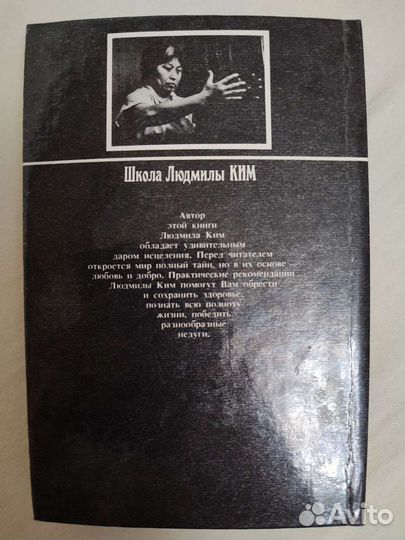 Школа Людмилы КИМ
Автор
этой книги
Людмила Ким
обладает удивительным
даром исцеления. Перед читателем
откроется мир полный тайн, но в их основе –
любовь и добро. Практические рекомендации
Людмилы Ким помогут Вам обрести
и сохранить здоровье,
познать всю полноту
жизни, победить
разнообразные
недуги.
Avito